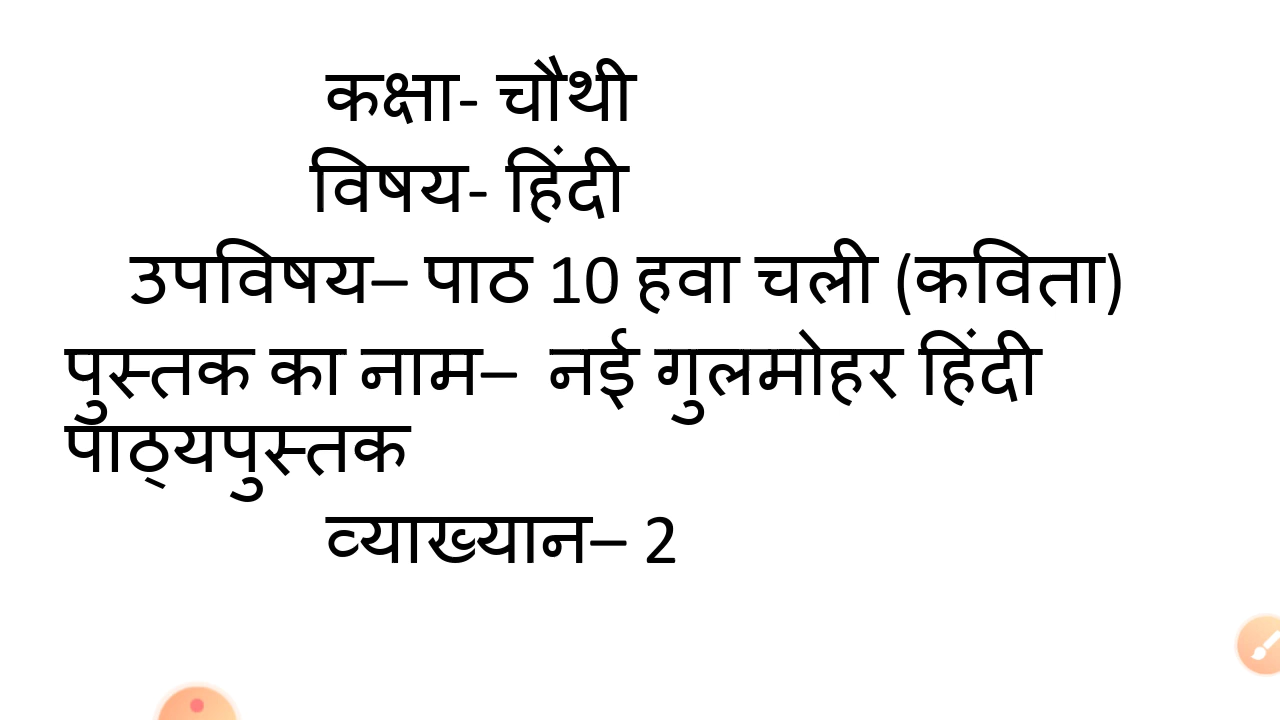 कक्षा- चौथी
विषय- हिंदी
उपविषय– पाठ 10 हवा चली (कविता)
पुस्तक का नाम– नई गुलमोहर हिंदी
पाठ्यपुस्तक
व्याख्यान– 2